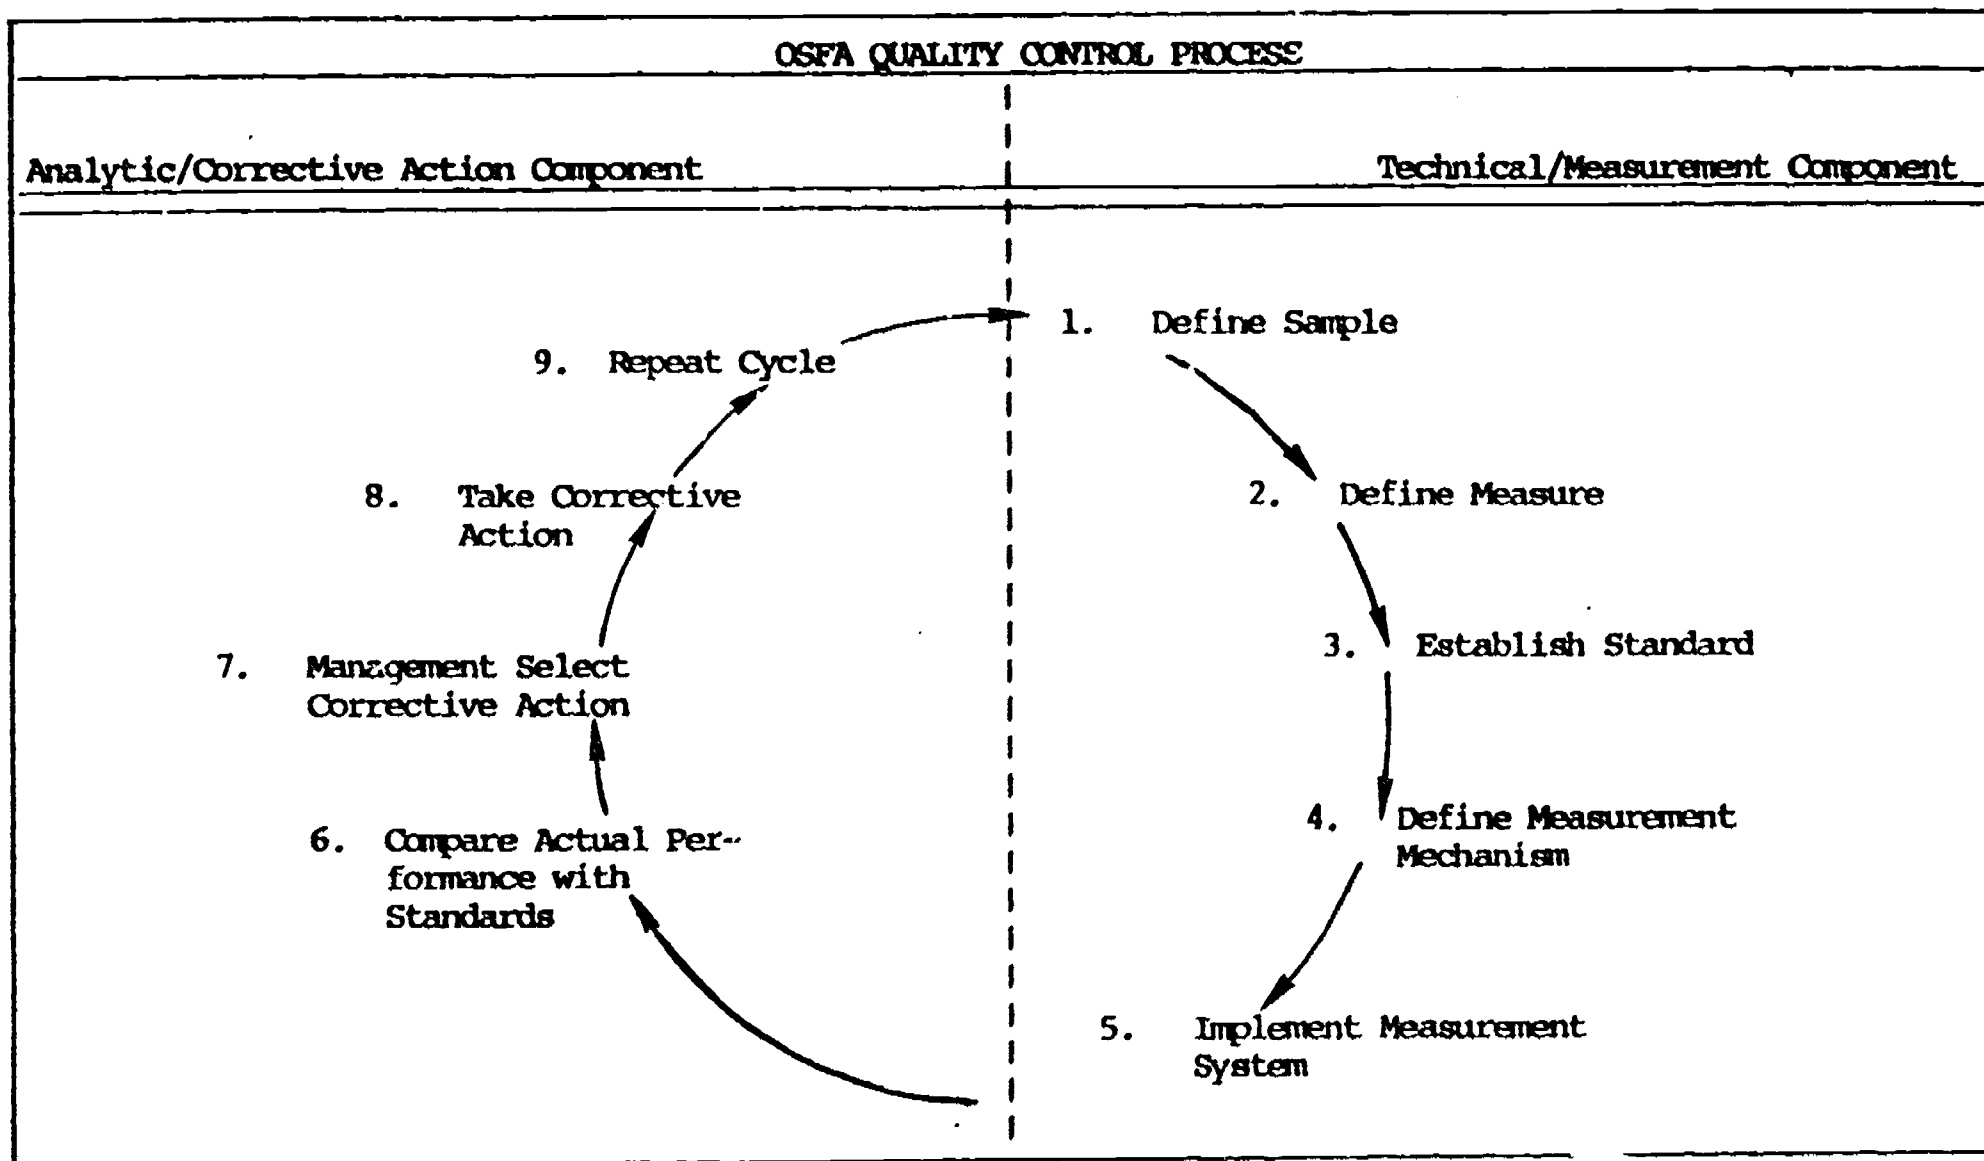 OSFA QUALITY CONTROL PROCESS
Analytic/Corrective Action Component
Technical/Measurement Component
1. Define Sample
2. Define Measure
3. Establish Standard
4. Define Measurement
Mechanism
5. Implement Measurement
System
6. Compare Actual Per-
formance with
Standards
7. Management Select
Corrective Action
8. Take Corrective
Action
9. Repeat Cycle